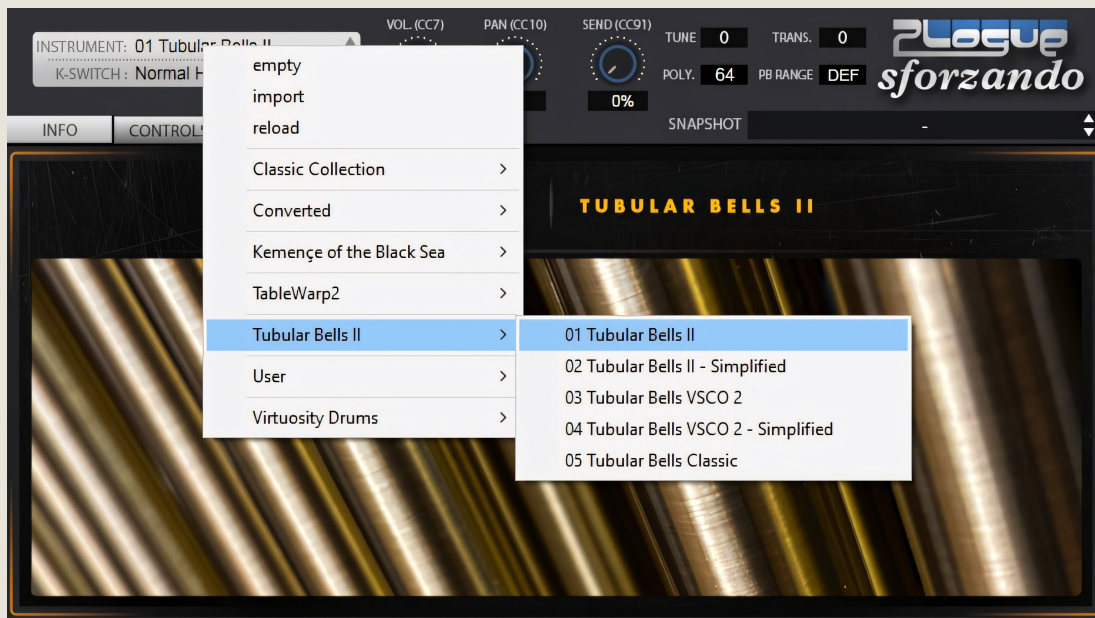 VOL. (CC7) PAN (CC10) SEND (CC91)
INSTRUMENT: 01 Tubular Bells II
K-SWITCH : Normal
TUNE 0 TRANS. 0
POLY. 64 PB RANGE DEF
0%
Plogue
sforzando
INFO CONTROLS
SNAPSHOT -
empty
import
reload
Classic Collection
Converted
Kemençe of the Black Sea
TableWarp2
Tubular Bells II
User
Virtuosity Drums
TUBULAR BELLS II
01 Tubular Bells II
02 Tubular Bells II - Simplified
03 Tubular Bells VSCO 2
04 Tubular Bells VSCO 2 - Simplified
05 Tubular Bells Classic